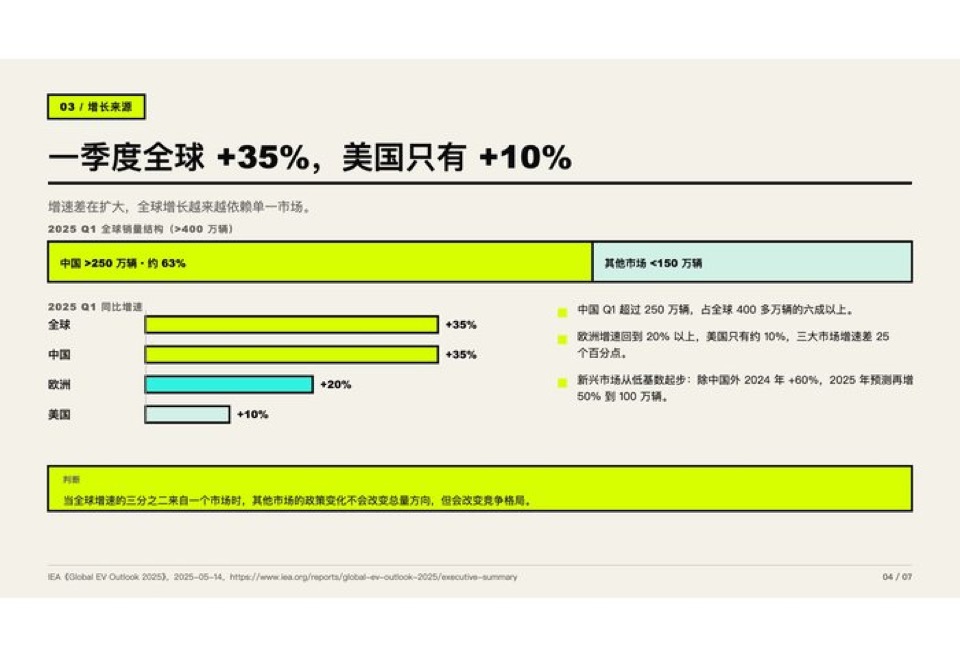 03 / 增长来源
一季度全球 +35%，美国只有 +10%
增速差在扩大，全球增长越来越依赖单一市场。
2025 Q1 全球销量结构（>400 万辆）
中国 >250 万辆 · 约 63%
其他市场 <150 万辆
2025 Q1 同比增速
全球 +35%
中国 +35%
欧洲 +20%
美国 +10%
中国 Q1 超过 250 万辆，占全球 400 多万辆的六成以上。
欧洲增速回到 20% 以上，美国只有约 10%，三大市场增速差 25
个百分点。
新兴市场从低基数起步：除中国外 2024 年 +60%，2025 年预测再增
50% 到 100 万辆。
判断
当全球增速的三分之二来自一个市场时，其他市场的政策变化不会改变总量方向，但会改变竞争格局。
IEA《Global EV Outlook 2025》，2025-05-14，https://www.iea.org/reports/global-ev-outlook-2025/executive-summary
04 / 07